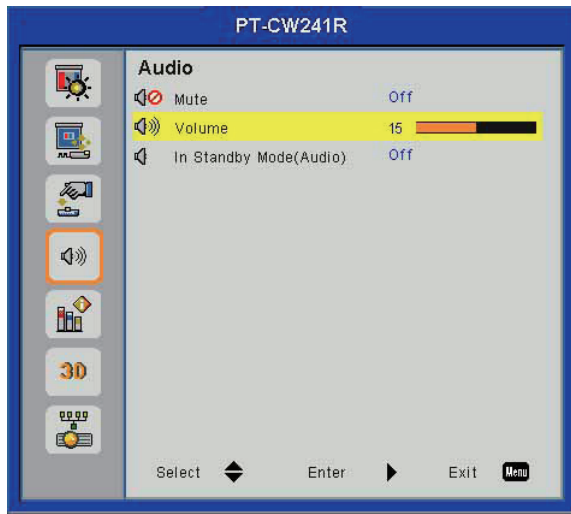 PT-CW241R
Audio
Mute Off
Volume 15
In Standby Mode(Audio) Off
3D
Select Enter Exit Menu